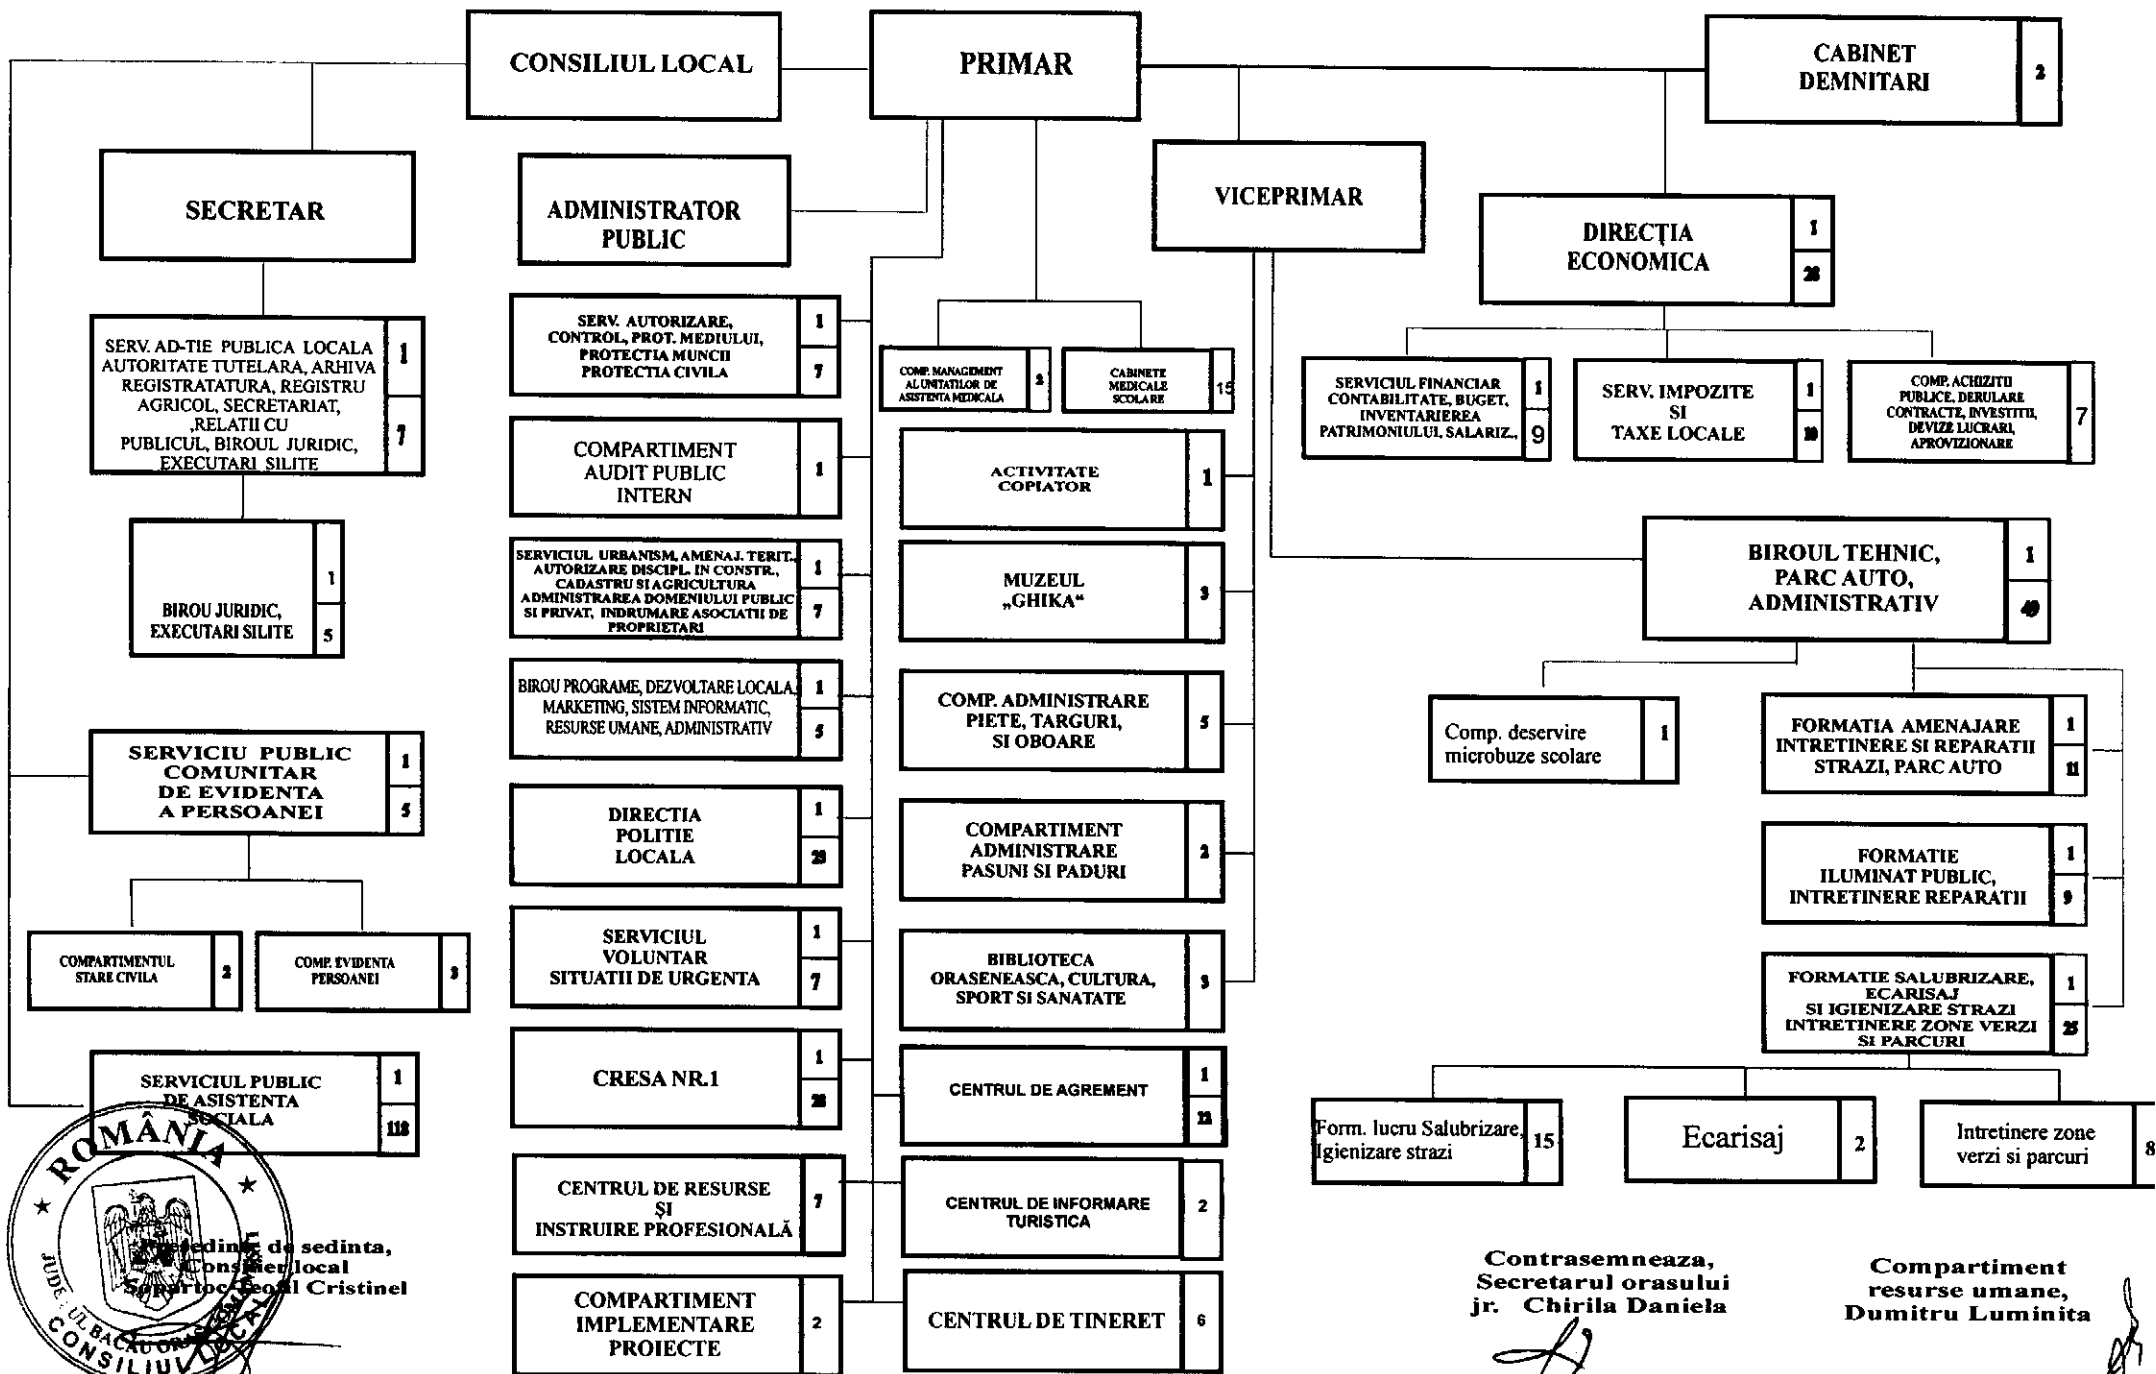 CONSILIUL LOCAL
PRIMAR
CABINET
DEMNITARI
2
SECRETAR
ADMINISTRATOR
PUBLIC
VICEPRIMAR
DIRECȚIA
ECONOMICA
1
28
SERV. AD-TIE PUBLICA LOCALA
AUTORITATE TUTELARA, ARHIVA
REGISTRATATURA, REGISTRU
AGRICOL, SECRETARIAT,
,RELATII CU
PUBLICUL, BIROUL JURIDIC,
EXECUTARI SILITE
1
7
SERV. AUTORIZARE,
CONTROL, PROT. MEDIULUI,
PROTECTIA MUNCII
PROTECTIA CIVILA
1
7
COMP. MANAGEMENT
AL UNITATILOR DE
ASISTENTA MEDICALA
2
CABINETE
MEDICALE
SCOLARE
15
SERVICIUL FINANCIAR
CONTABILITATE, BUGET,
INVENTARIEREA
PATRIMONIULUI, SALARIZ.,
1
9
SERV. IMPOZITE
SI
TAXE LOCALE
1
10
COMP. ACHIZITII
PUBLICE, DERULARE
CONTRACTE, INVESTITII,
DEVIZE LUCRARI,
APROVIZIONARE
7
COMPARTIMENT
AUDIT PUBLIC
INTERN
1
ACTIVITATE
COPIATOR
1
BIROU JURIDIC,
EXECUTARI SILITE
1
5
SERVICIUL URBANISM, AMENAJ. TERIT.,
AUTORIZARE DISCIPL. IN CONSTR.,
CADASTRU SI AGRICULTURA
ADMINISTRAREA DOMENIULUI PUBLIC
SI PRIVAT, INDRUMARE ASOCIATII DE
PROPRIETARI
1
7
MUZEUL
„GHIKA“
3
BIROUL TEHNIC,
PARC AUTO,
ADMINISTRATIV
1
BIROU PROGRAME, DEZVOLTARE LOCALA,
MARKETING, SISTEM INFORMATIC,
RESURSE UMANE, ADMINISTRATIV
1
5
COMP. ADMINISTRARE
PIETE, TARGURI,
SI OBOARE
5
Comp. deservire
microbuze scolare
1
FORMATIA AMENAJARE
INTRETINERE SI REPARATII
STRAZI, PARC AUTO
1
11
SERVICIU PUBLIC
COMUNITAR
DE EVIDENTA
A PERSOANEI
1
5
DIRECTIA
POLITIE
LOCALA
1
COMPARTIMENT
ADMINISTRARE
PASUNI SI PADURI
2
FORMATIE
ILUMINAT PUBLIC,
INTRETINERE REPARATII
1
9
COMPARTIMENTUL
STARE CIVILA
2
COMP. EVIDENTA
PERSOANEI
3
SERVICIUL
VOLUNTAR
SITUATII DE URGENTA
1
7
BIBLIOTECA
ORASENEASCA, CULTURA,
SPORT SI SANATATE
3
FORMATIE SALUBRIZARE,
ECARISAJ
SI IGIENIZARE STRAZI
INTRETINERE ZONE VERZI
SI PARCURI
1
25
SERVICIUL PUBLIC
DE ASISTENTA
SOCIALA
1
118
CRESA NR.1
1
CENTRUL DE AGREMENT
1
12
Form. lucru Salubrizare,
Igienizare strazi
15
Ecarisaj
2
Intretinere zone
verzi si parcuri
8
CENTRUL DE RESURSE
ȘI
INSTRUIRE PROFESIONALĂ
7
CENTRUL DE INFORMARE
TURISTICA
2
COMPARTIMENT
IMPLEMENTARE
PROIECTE
2
CENTRUL DE TINERET
6
ROMÂNIA
JUDEȚUL BACĂU
CONSILIUL LOCAL
de sedinta,
local
Cristinel
Contrasemneaza,
Secretarul orasului
jr. Chirila Daniela
Compartiment
resurse umane,
Dumitru Luminita